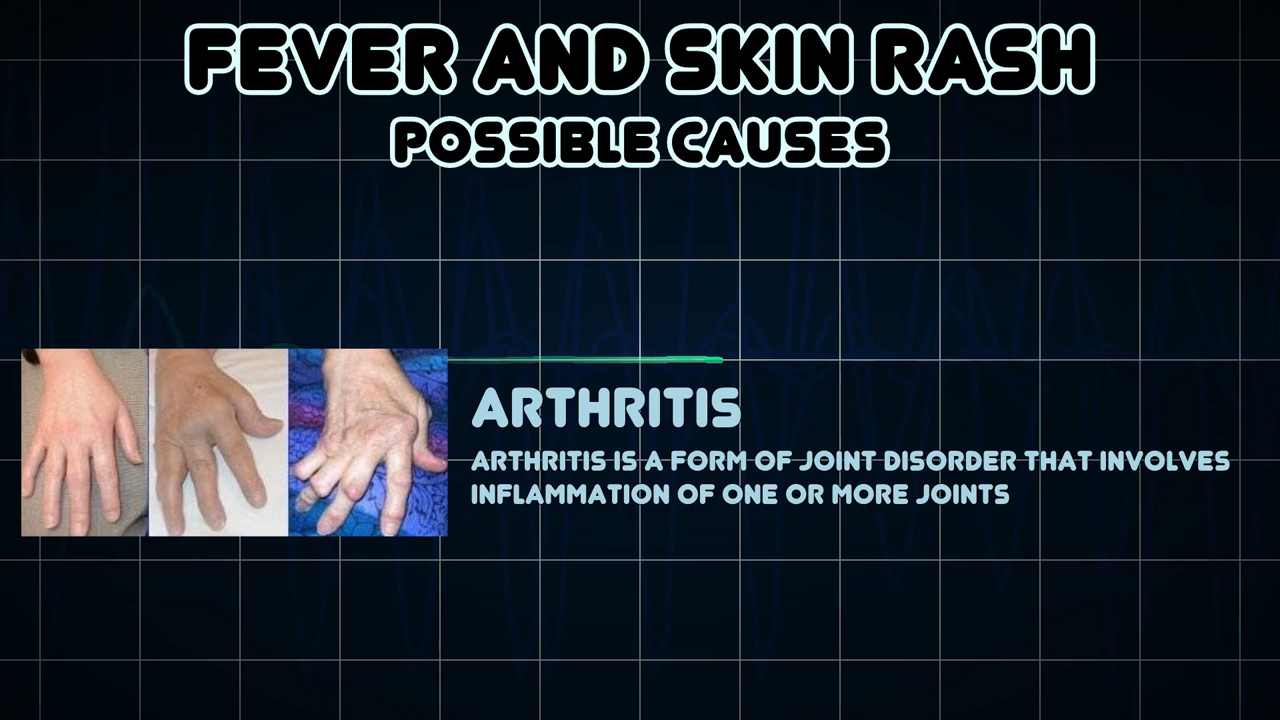 FEVER AND SKIN RASH
POSSIBLE CAUSES
ARTHRITIS
ARTHRITIS IS A FORM OF JOINT DISORDER THAT INVOLVES
INFLAMMATION OF ONE OR MORE JOINTS